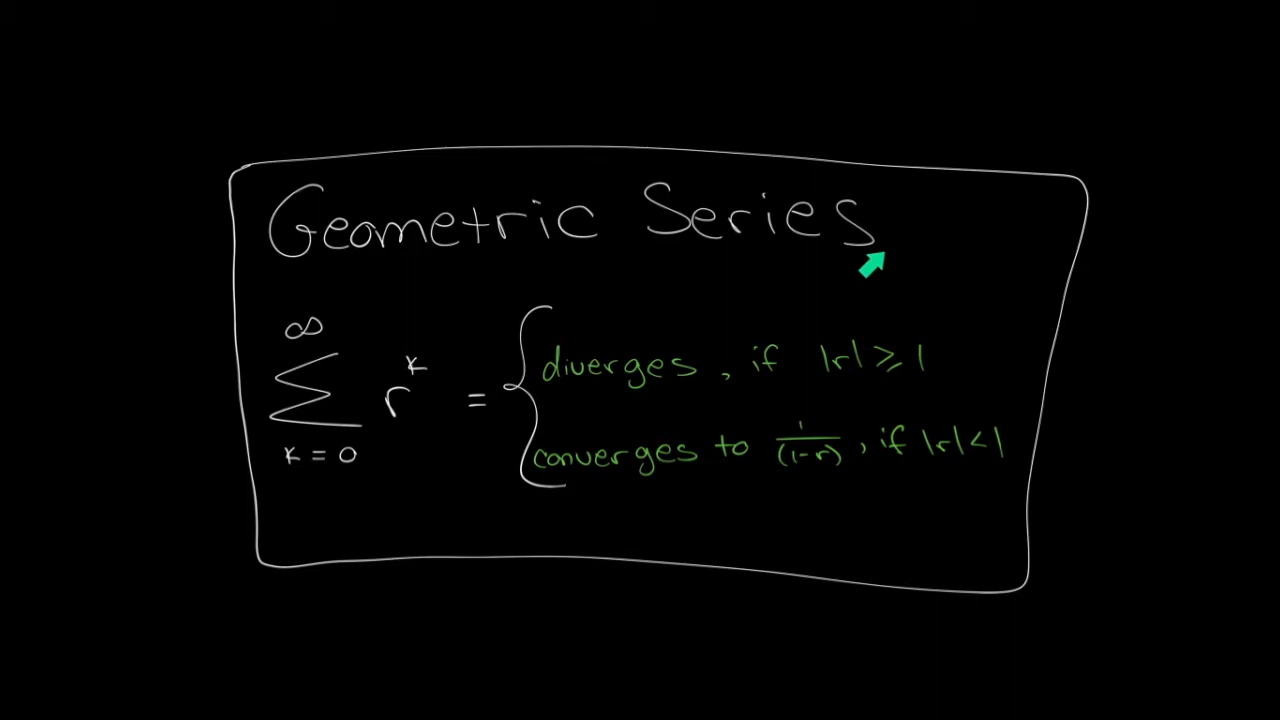 Geometric Series
∞
∑ r^k = {
k = 0
diverges, if |r| ≥ 1
converges to 1/(1-r), if |r| < 1